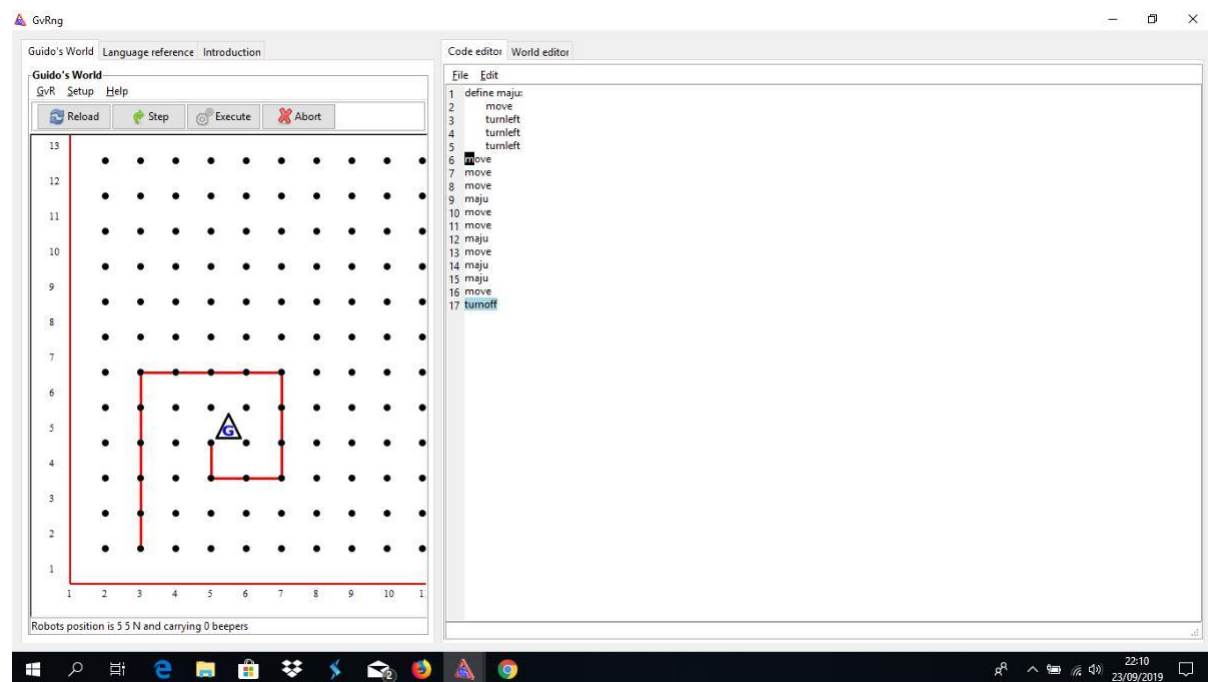 GvRng
Guido's World Language reference Introduction
Guido's World
GvR Setup Help
Reload Step Execute Abort
13
12
11
10
9
8
7
6
5
4
3
2
1
1 2 3 4 5 6 7 8 9 10 1
G
Robots position is 5 5 N and carrying 0 beepers
Code editor World editor
File Edit
1 define maju:
2 move
3 turnleft
4 turnleft
5 turnleft
6 move
7 move
8 move
9 maju
10 move
11 move
12 maju
13 move
14 maju
15 maju
16 move
17 turnoff
2
22:10
23/09/2019